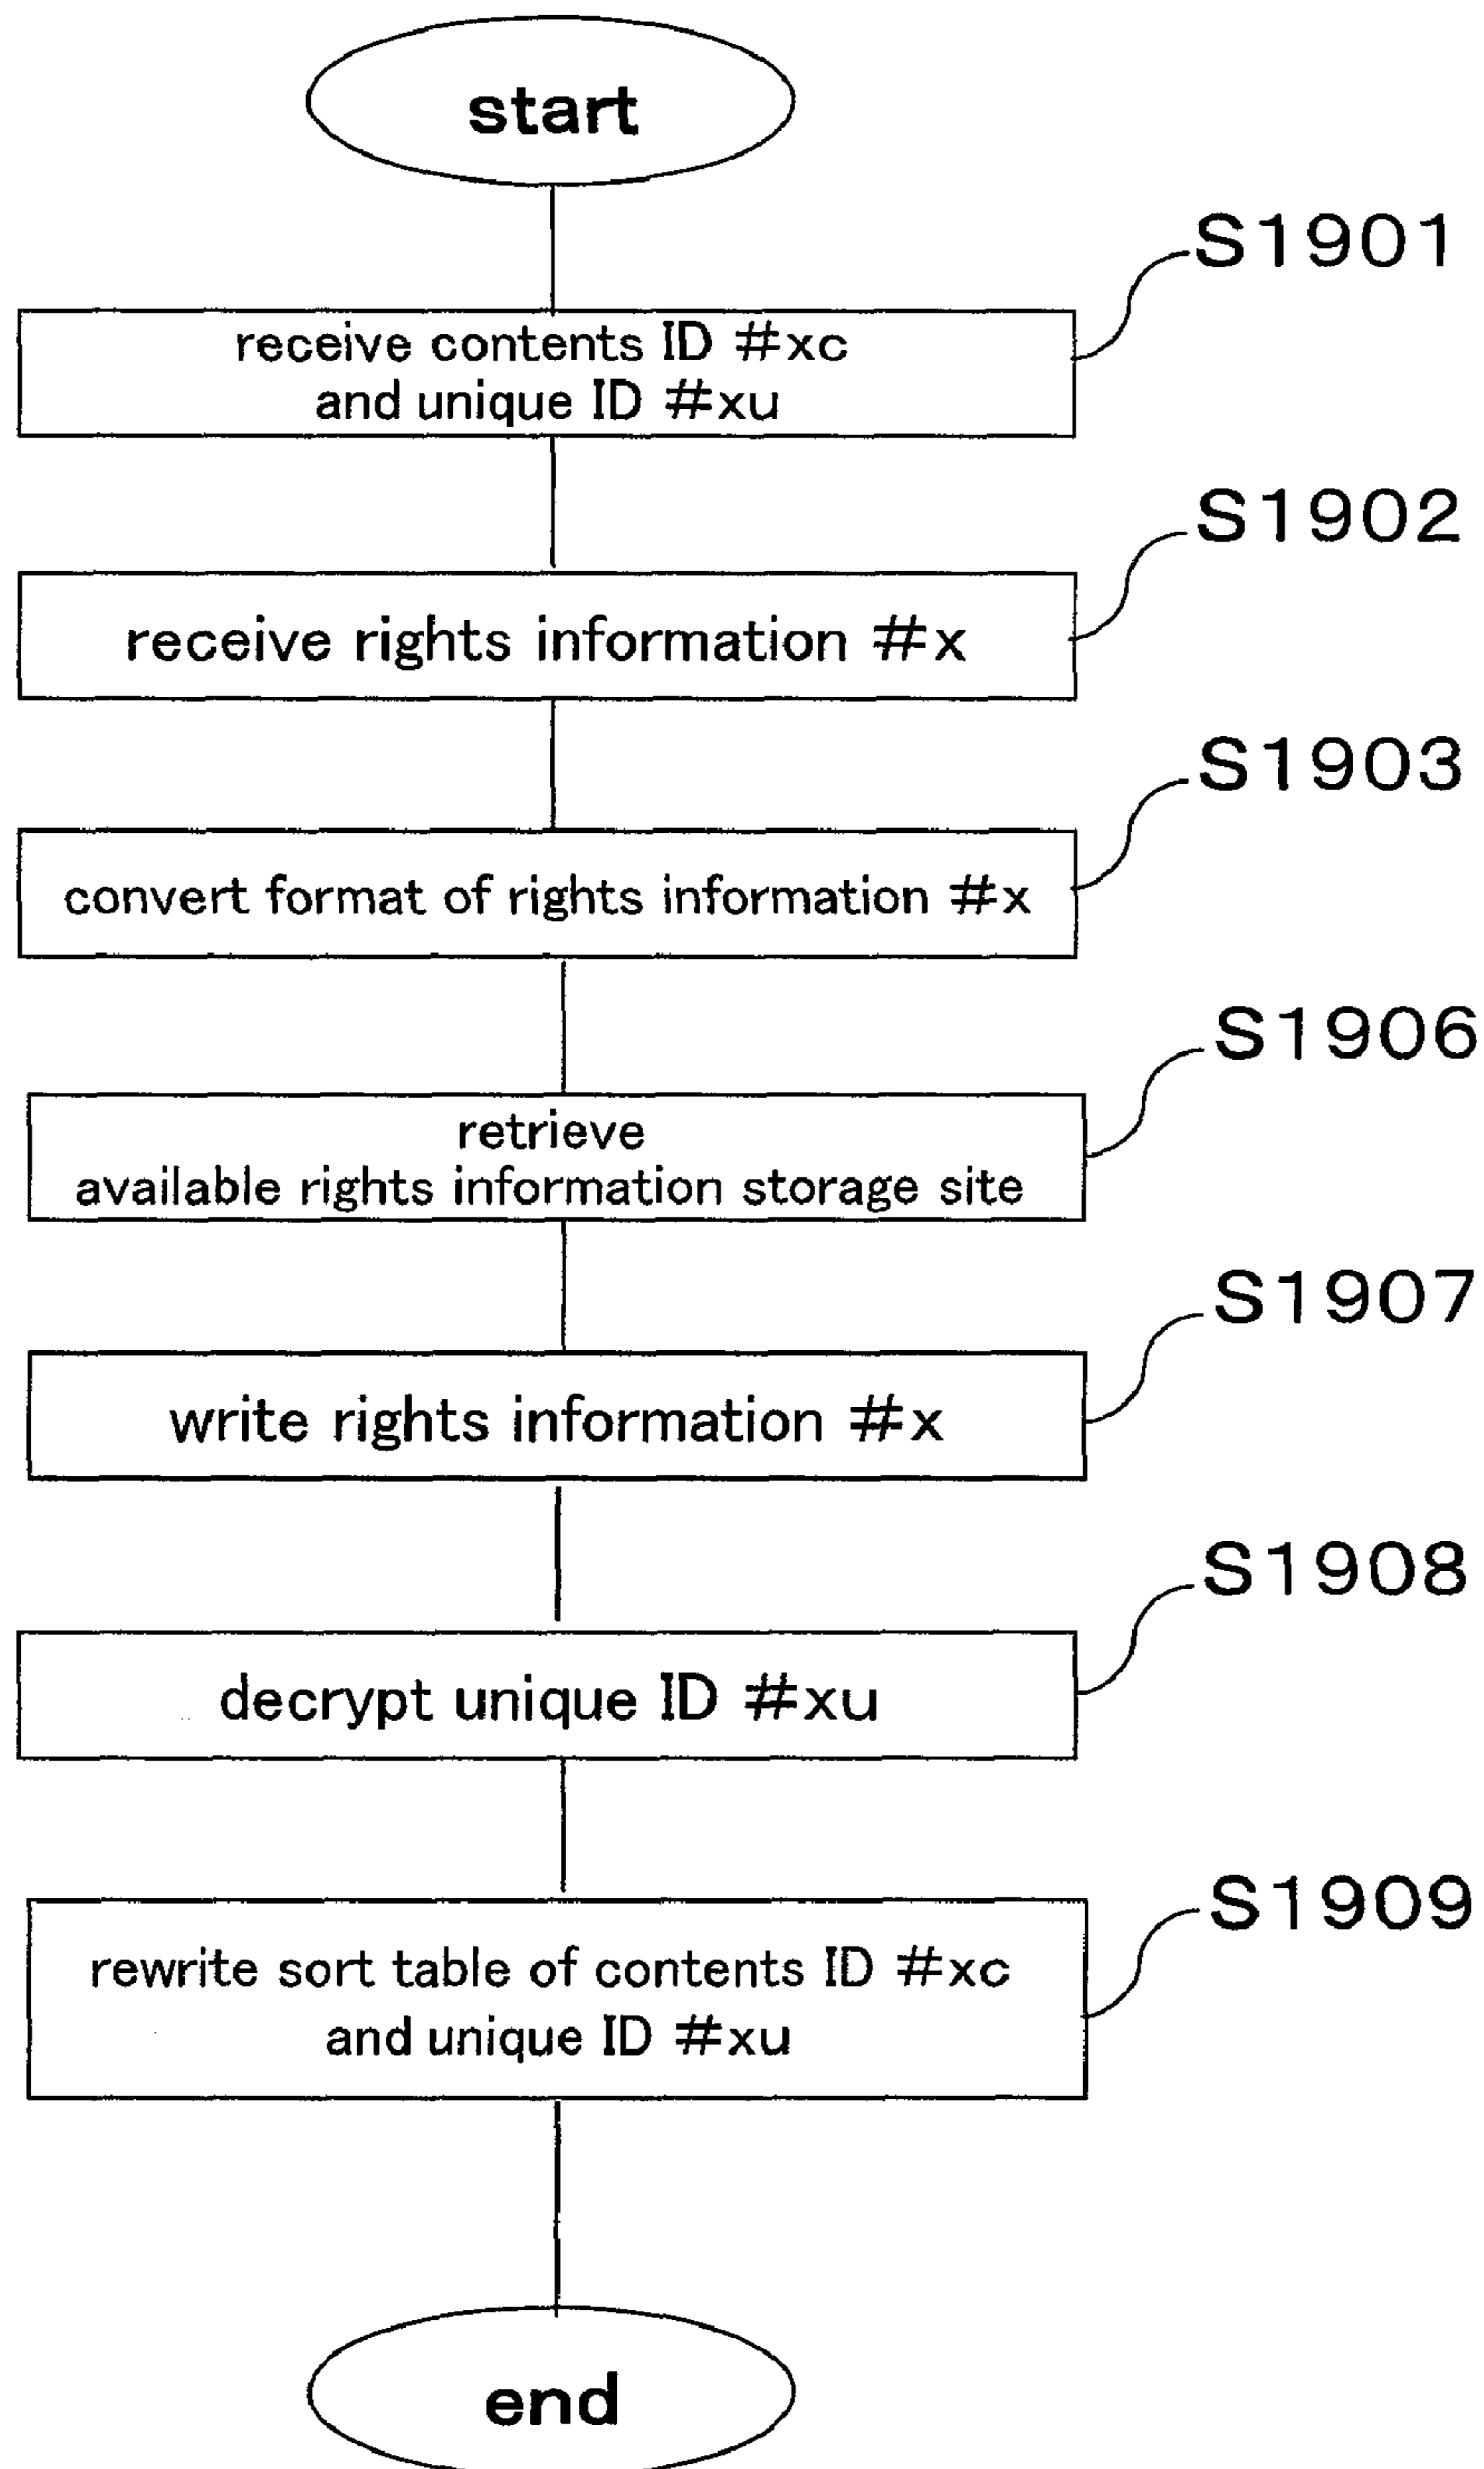 start
S1901
receive contents ID #xc
and unique ID #xu
S1902
receive rights information #x
S1903
convert format of rights information #x
S1906
retrieve
available rights information storage site
S1907
write rights information #x
S1908
decrypt unique ID #xu
S1909
rewrite sort table of contents ID #xc
and unique ID #xu
end